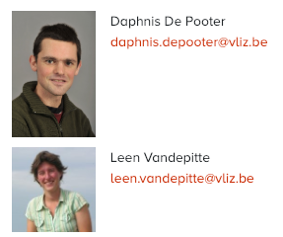 Daphnis De Pooter
daphnis.depooter@vliz.be
Leen Vandepitte
leen.vandepitte@vliz.be